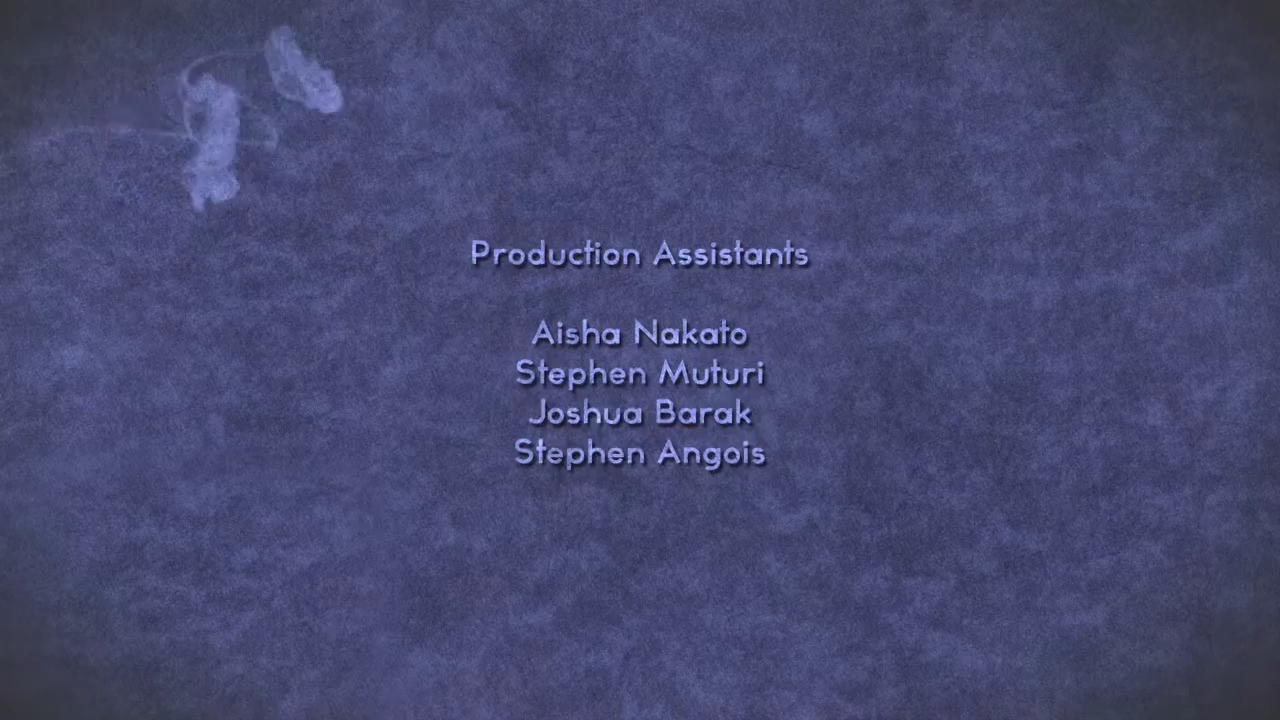 Production Assistants
Aisha Nakato
Stephen Muturi
Joshua Barak
Stephen Angois